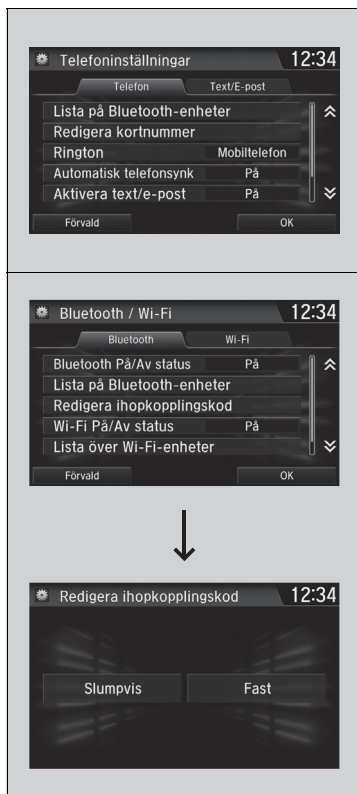 Telefoninställningar 12:34
Telefon Text/E-post
Lista på Bluetooth-enheter
Redigera kortnummer
Rington Mobiltelefon
Automatisk telefonsynk På
Aktivera text/e-post På
Förvald OK
Bluetooth / Wi-Fi 12:34
Bluetooth Wi-Fi
Bluetooth På/Av status På
Lista på Bluetooth-enheter
Redigera ihopkopplingskod
Wi-Fi På/Av status På
Lista över Wi-Fi-enheter
Förvald OK
Redigera ihopkopplingskod 12:34
Slumpvis Fast